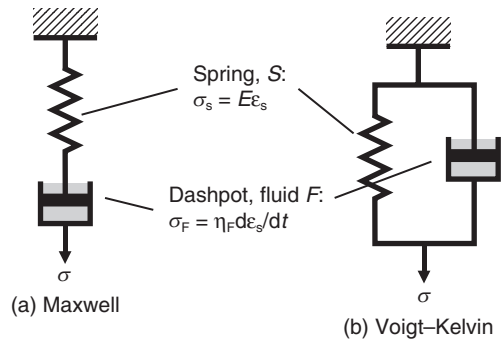 Spring, S:
σs = Eεs
Dashpot, fluid F:
σF = ηFdεs/dt
σ
(a) Maxwell
σ
(b) Voigt–Kelvin